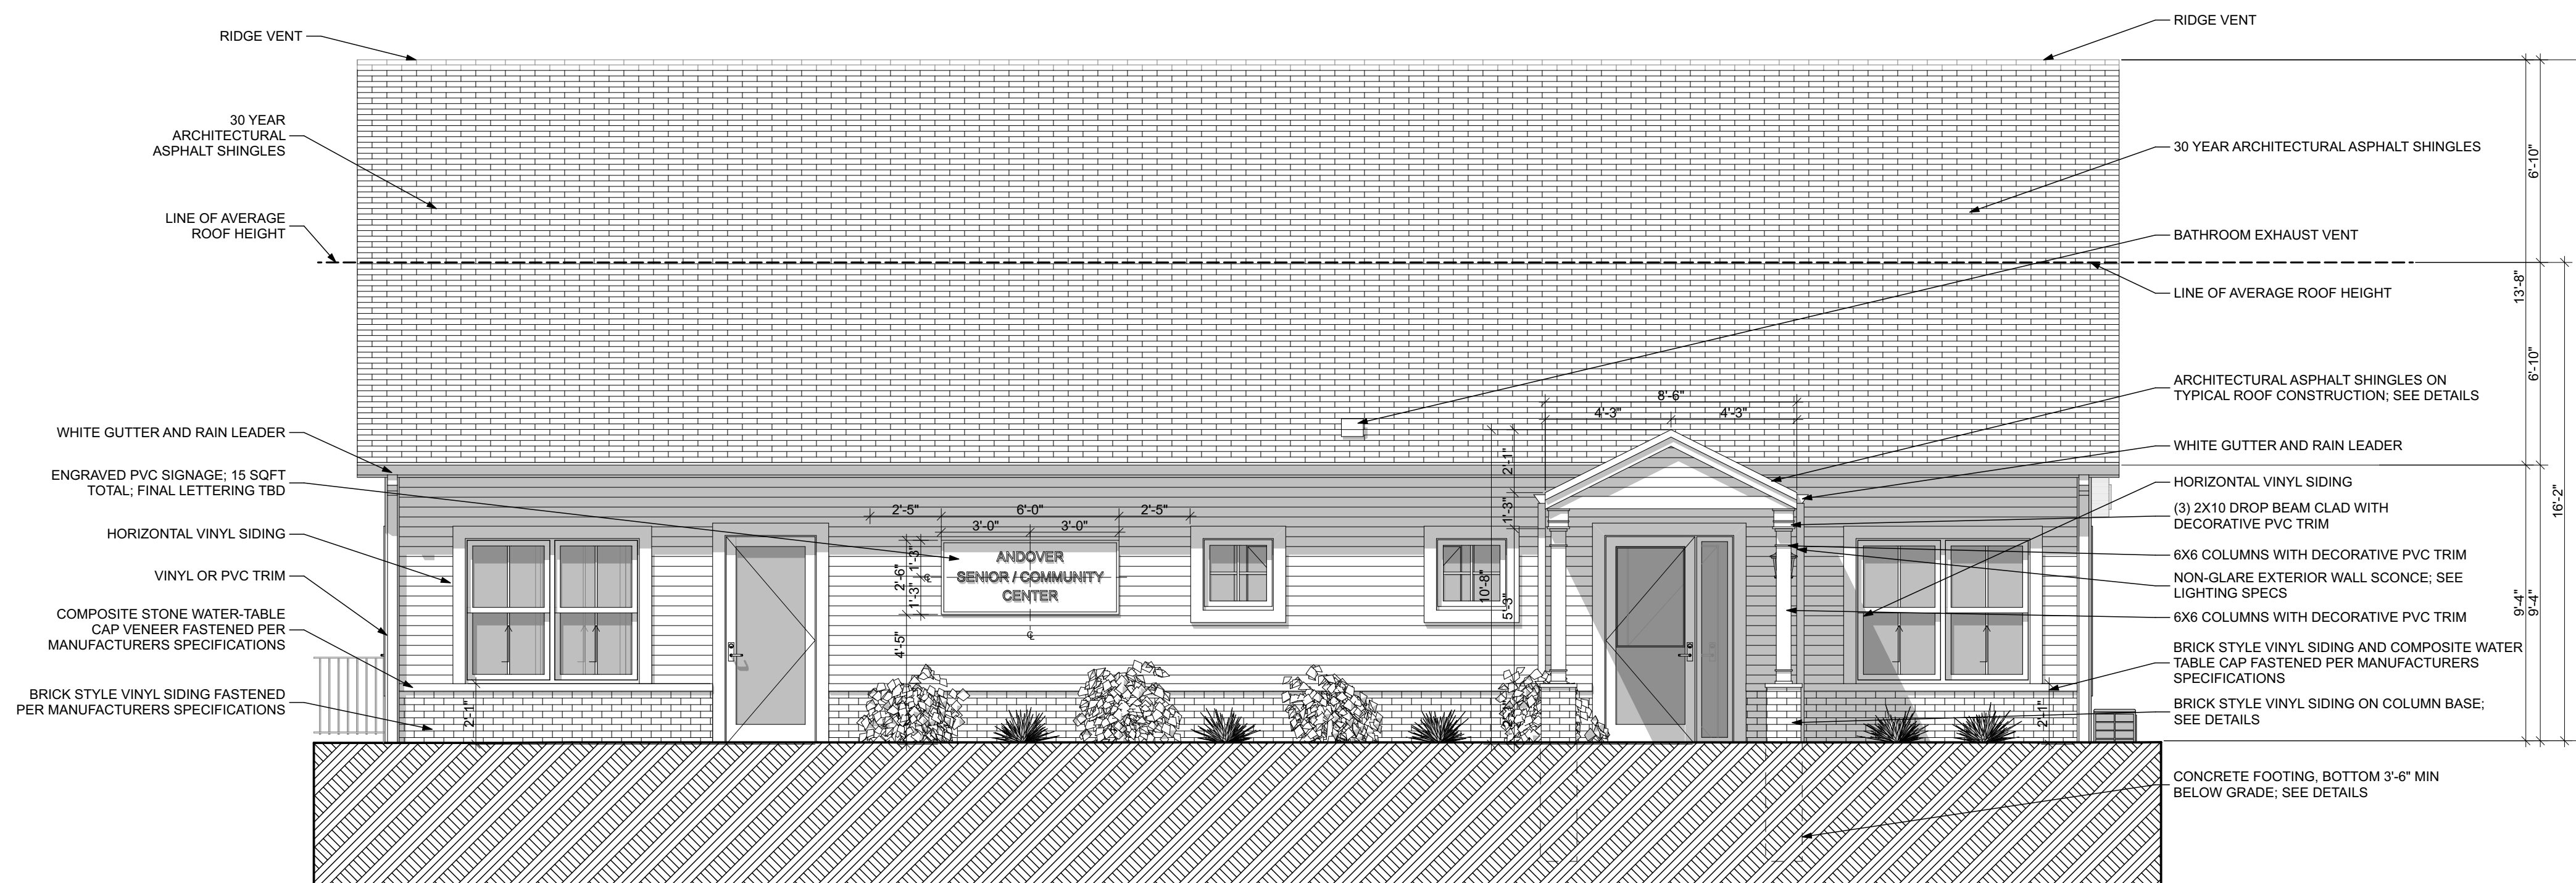 RIDGE VENT
30 YEAR
ARCHITECTURAL
ASPHALT SHINGLES
LINE OF AVERAGE
ROOF HEIGHT
WHITE GUTTER AND RAIN LEADER
ENGRAVED PVC SIGNAGE; 15 SQFT
TOTAL; FINAL LETTERING TBD
HORIZONTAL VINYL SIDING
VINYL OR PVC TRIM
COMPOSITE STONE WATER-TABLE
CAP VENEER FASTENED PER
MANUFACTURERS SPECIFICATIONS
BRICK STYLE VINYL SIDING FASTENED
PER MANUFACTURERS SPECIFICATIONS
2'-1"
2'-5"
6'-0"
2'-5"
3'-0"
3'-0"
1'-3"
2'-6"
1'-3"
4'-5"
ANDOVER
SENIOR / COMMUNITY
CENTER
8'-6"
4'-3"
4'-3"
2'-1"
1'-3"
10'-8"
5'-3"
2'-1"
RIDGE VENT
30 YEAR ARCHITECTURAL ASPHALT SHINGLES
BATHROOM EXHAUST VENT
LINE OF AVERAGE ROOF HEIGHT
ARCHITECTURAL ASPHALT SHINGLES ON
TYPICAL ROOF CONSTRUCTION; SEE DETAILS
WHITE GUTTER AND RAIN LEADER
HORIZONTAL VINYL SIDING
(3) 2X10 DROP BEAM CLAD WITH
DECORATIVE PVC TRIM
6X6 COLUMNS WITH DECORATIVE PVC TRIM
NON-GLARE EXTERIOR WALL SCONCE; SEE
LIGHTING SPECS
6X6 COLUMNS WITH DECORATIVE PVC TRIM
BRICK STYLE VINYL SIDING AND COMPOSITE WATER
TABLE CAP FASTENED PER MANUFACTURERS
SPECIFICATIONS
BRICK STYLE VINYL SIDING ON COLUMN BASE;
SEE DETAILS
CONCRETE FOOTING, BOTTOM 3'-6" MIN
BELOW GRADE; SEE DETAILS
6'-10"
13'-8"
6'-10"
16'-2"
9'-4"
9'-4"